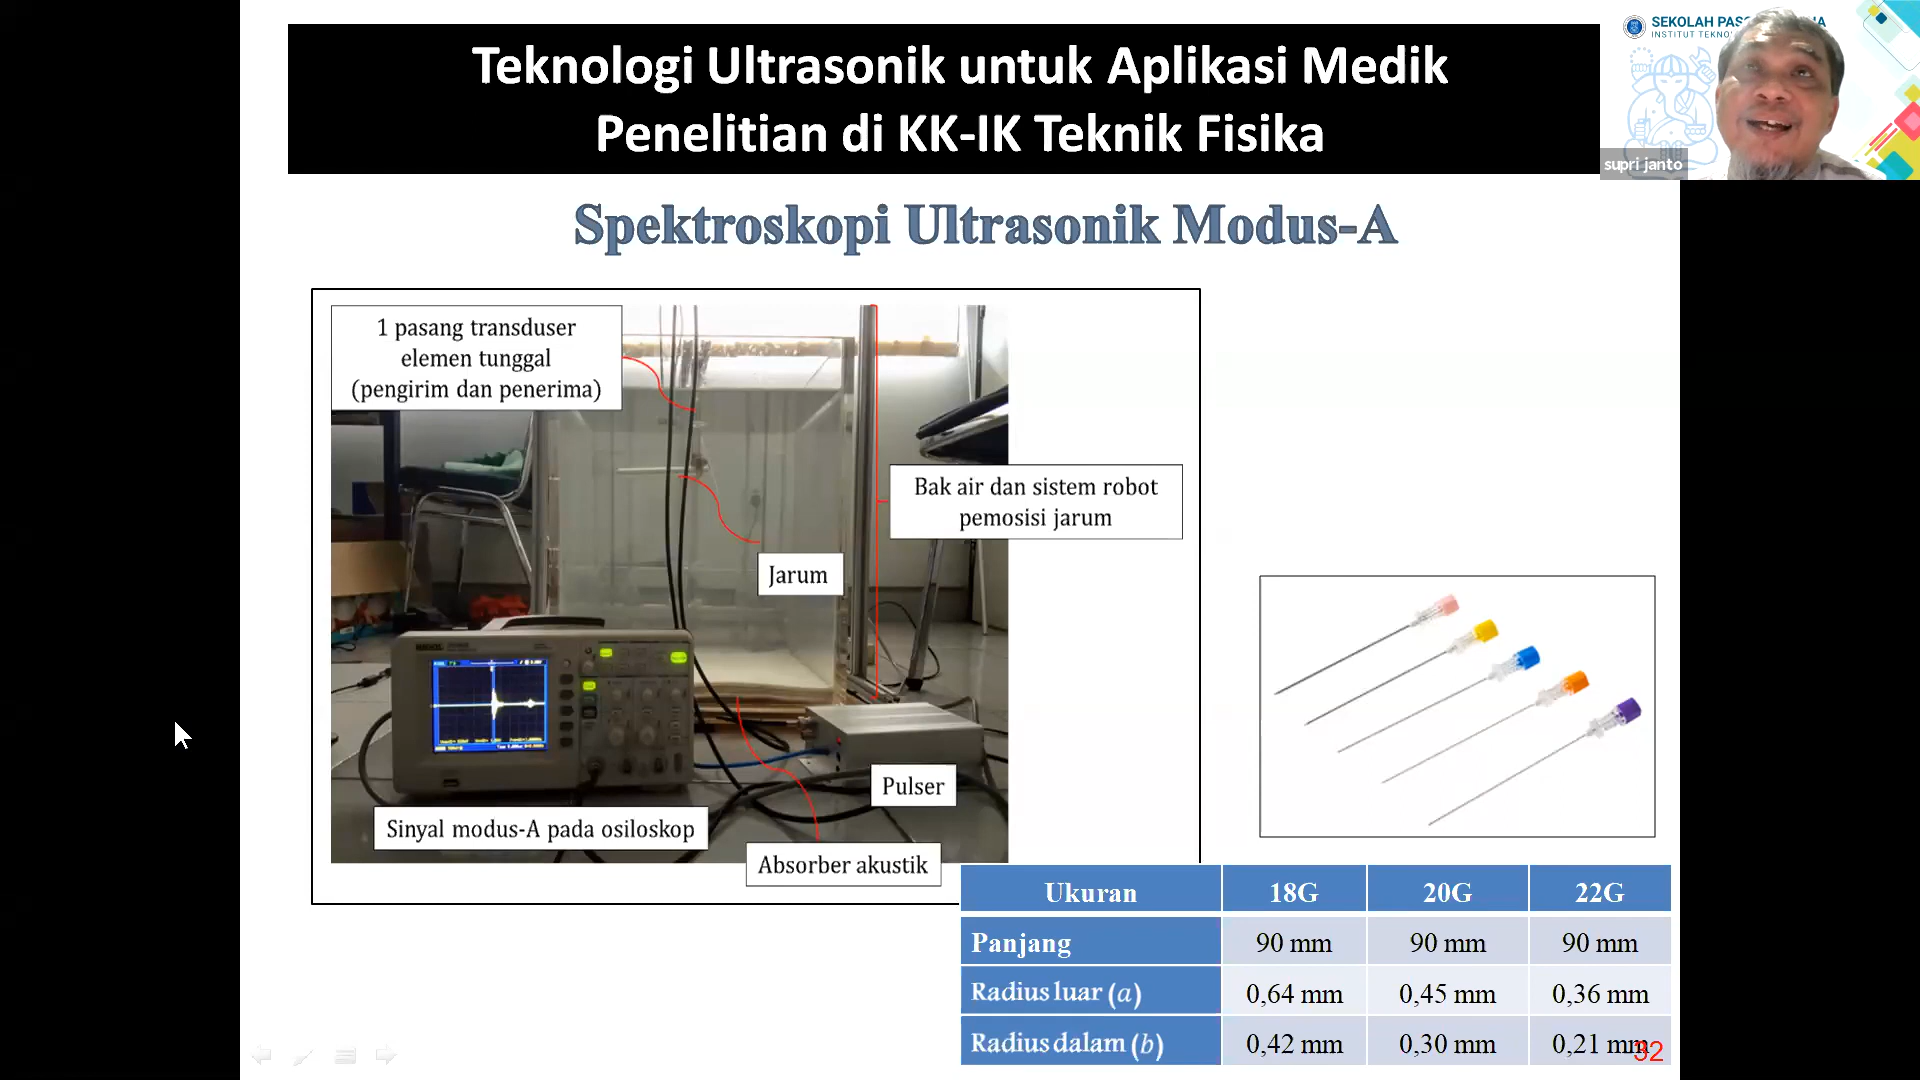 Teknologi Ultrasonik untuk Aplikasi Medik
Penelitian di KK-IK Teknik Fisika
SEKOLAH
INSTITUT
supri janto
Spektroskopi Ultrasonik Modus-A
1 pasang transduser
elemen tunggal
(pengirim dan penerima)
Bak air dan sistem robot
pemosisi jarum
Jarum
Pulser
Sinyal modus-A pada osiloskop
Absorber akustik
Ukuran 18G 20G 22G
Panjang 90 mm 90 mm 90 mm
Radius luar (a) 0,64 mm 0,45 mm 0,36 mm
Radius dalam (b) 0,42 mm 0,30 mm 0,21 mm
32